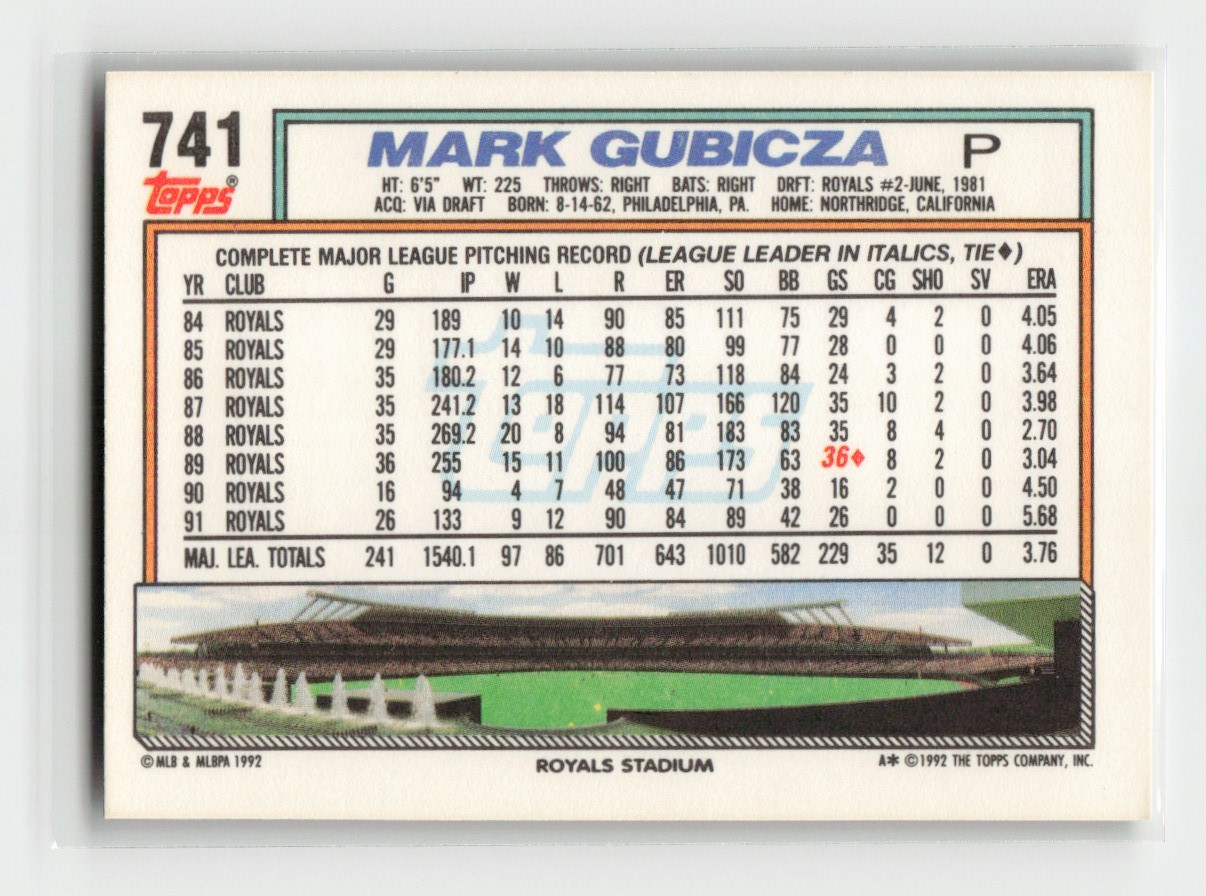 741
MARK GUBICZA P
topps®
HT: 6'5" WT: 225 THROWS: RIGHT BATS: RIGHT DRFT: ROYALS #2-JUNE, 1981
ACQ: VIA DRAFT BORN: 8-14-62, PHILADELPHIA, PA. HOME: NORTHRIDGE, CALIFORNIA
COMPLETE MAJOR LEAGUE PITCHING RECORD (LEAGUE LEADER IN ITALICS, TIE♦)
YR CLUB G IP W L R ER SO BB GS CG SHO SV ERA
84 ROYALS 29 189 10 14 90 85 111 75 29 4 2 0 4.05
85 ROYALS 29 177.1 14 10 88 80 99 77 28 0 0 0 4.06
86 ROYALS 35 180.2 12 6 77 73 118 84 24 3 2 0 3.64
87 ROYALS 35 241.2 13 18 114 107 166 120 35 10 2 0 3.98
88 ROYALS 35 269.2 20 8 94 81 183 83 35 8 4 0 2.70
89 ROYALS 36 255 15 11 100 86 173 63 36♦ 8 2 0 3.04
90 ROYALS 16 94 4 7 48 47 71 38 16 2 0 0 4.50
91 ROYALS 26 133 9 12 90 84 89 42 26 0 0 0 5.68
MAJ. LEA. TOTALS 241 1540.1 97 86 701 643 1010 582 229 35 12 0 3.76
topps
©MLB & MLBPA 1992
ROYALS STADIUM
A* ©1992 THE TOPPS COMPANY, INC.